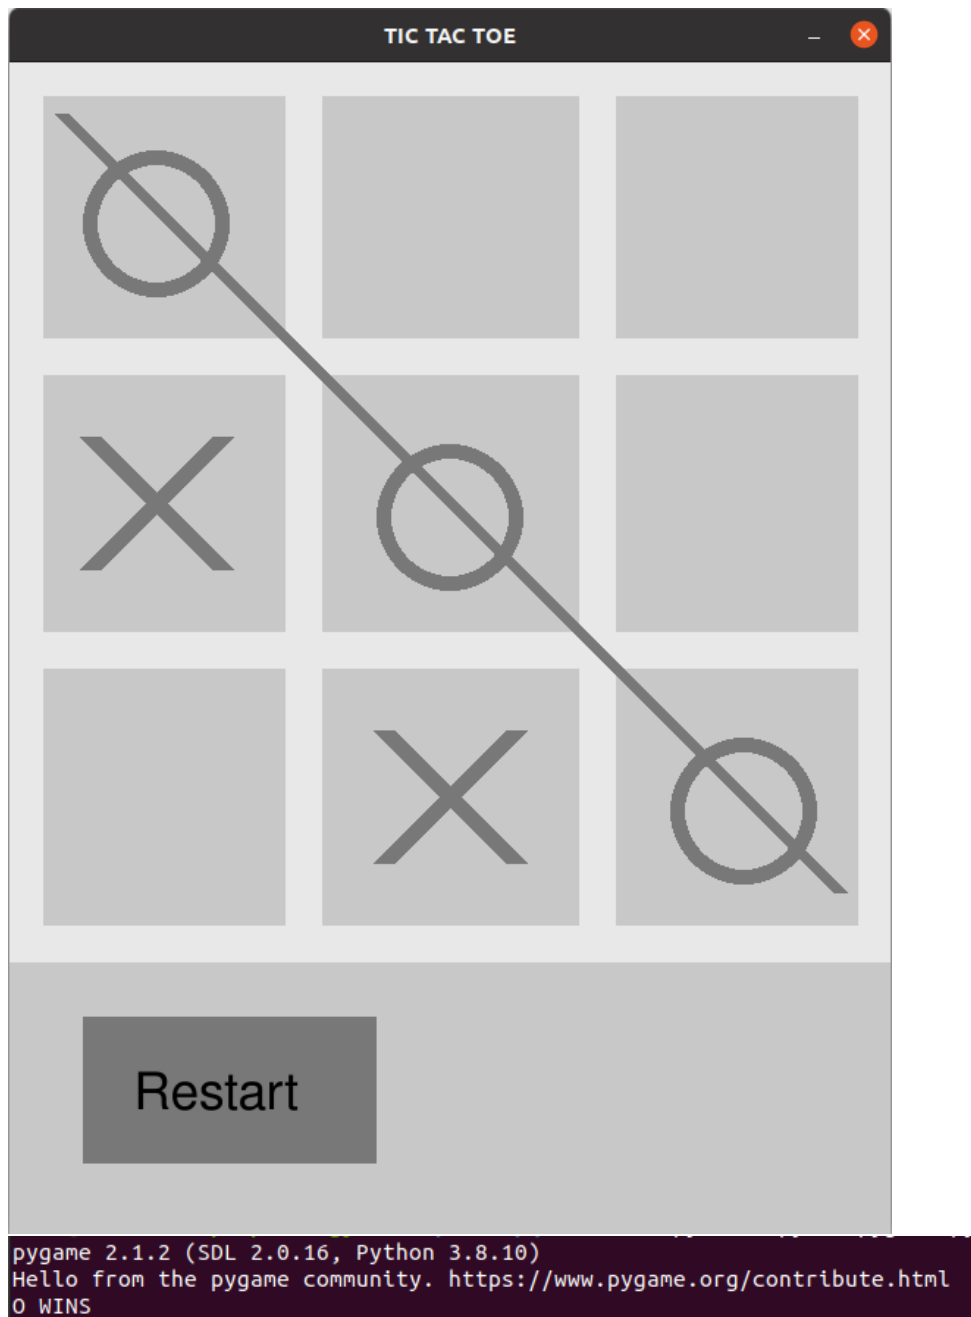 TIC TAC TOE
Restart
pygame 2.1.2 (SDL 2.0.16, Python 3.8.10)
Hello from the pygame community. https://www.pygame.org/contribute.html
O WINS